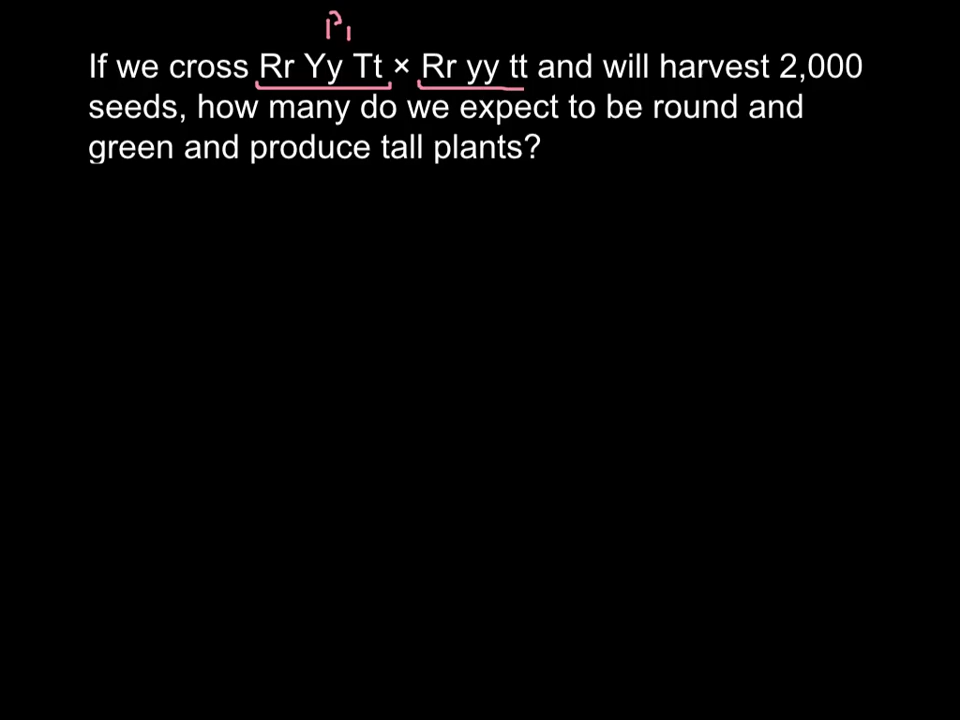 P1
If we cross Rr Yy Tt × Rr yy tt and will harvest 2,000
seeds, how many do we expect to be round and
green and produce tall plants?